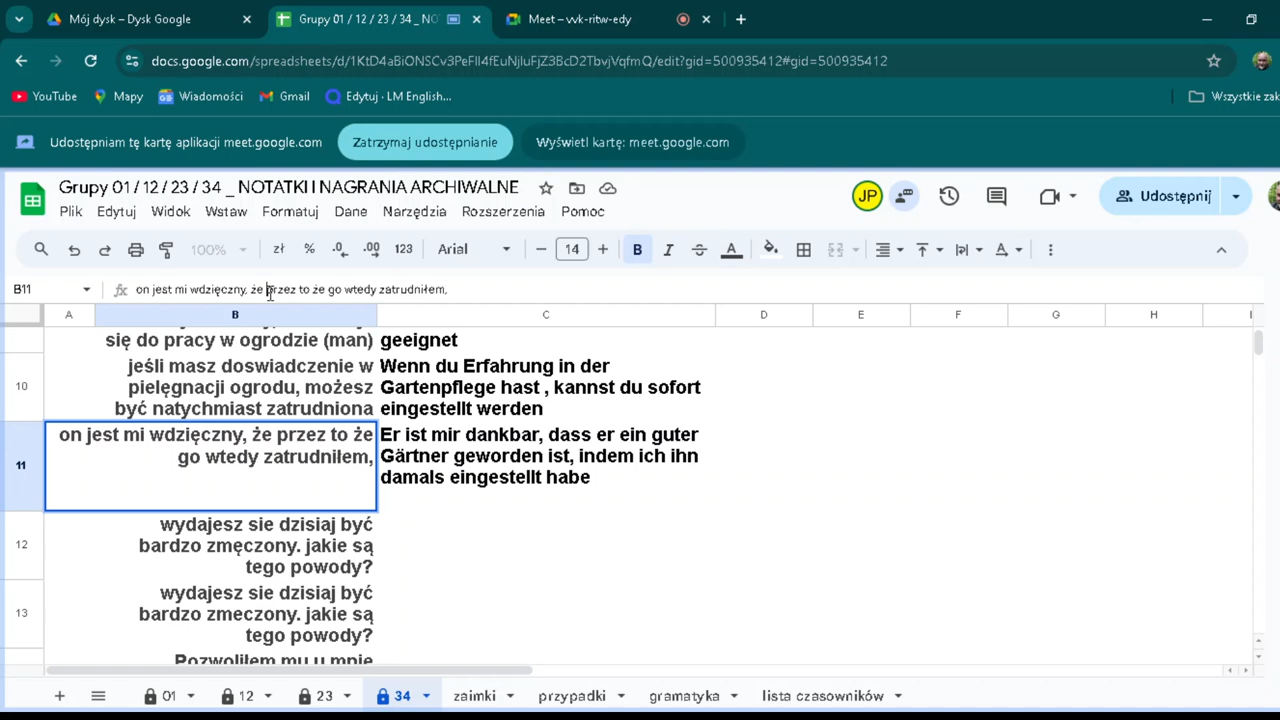 Mój dysk – Dysk Google
Grupy 01 / 12 / 23 / 34 _ NO
Meet – vvk-ritw-edy
docs.google.com/spreadsheets/d/1KtD4aBiONSCv3PeFlI4fEuNjIuFjZ3BcD2TbvjVqfmQ/edit?gid=500935412#gid=500935412
YouTube Mapy Wiadomości Gmail Edytuj - LM English... Wszystkie zak
Udostępniam tę kartę aplikacji meet.google.com Zatrzymaj udostępnianie Wyświetl kartę: meet.google.com
Grupy 01 / 12 / 23 / 34 _ NOTATKI I NAGRANIA ARCHIWALNE
JP
Udostępnij
Plik Edytuj Widok Wstaw Formatuj Dane Narzędzia Rozszerzenia Pomoc
100% zł % .0 .00 123 Arial 14 B I A
B11 fx on jest mi wdzięczny, że przez to że go wtedy zatrudniłem,
A B C D E F G H I
się do pracy w ogrodzie (man) geeignet
jeśli masz doswiadczenie w Wenn du Erfahrung in der
10 pielęgnacji ogrodu, możesz Gartenpflege hast , kannst du sofort
być natychmiast zatrudniona eingestellt werden
on jest mi wdzięczny, że przez to że Er ist mir dankbar, dass er ein guter
11 go wtedy zatrudniłem, Gärtner geworden ist, indem ich ihn
damals eingestellt habe
wydajesz sie dzisiaj być
12 bardzo zmęczony. jakie są
tego powody?
wydajesz sie dzisiaj być
13 bardzo zmeczony. jakie są
tego powody?
Pozwoliłem mu u mnie
01 12 23 34 zaimki przypadki gramatyka lista czasowników